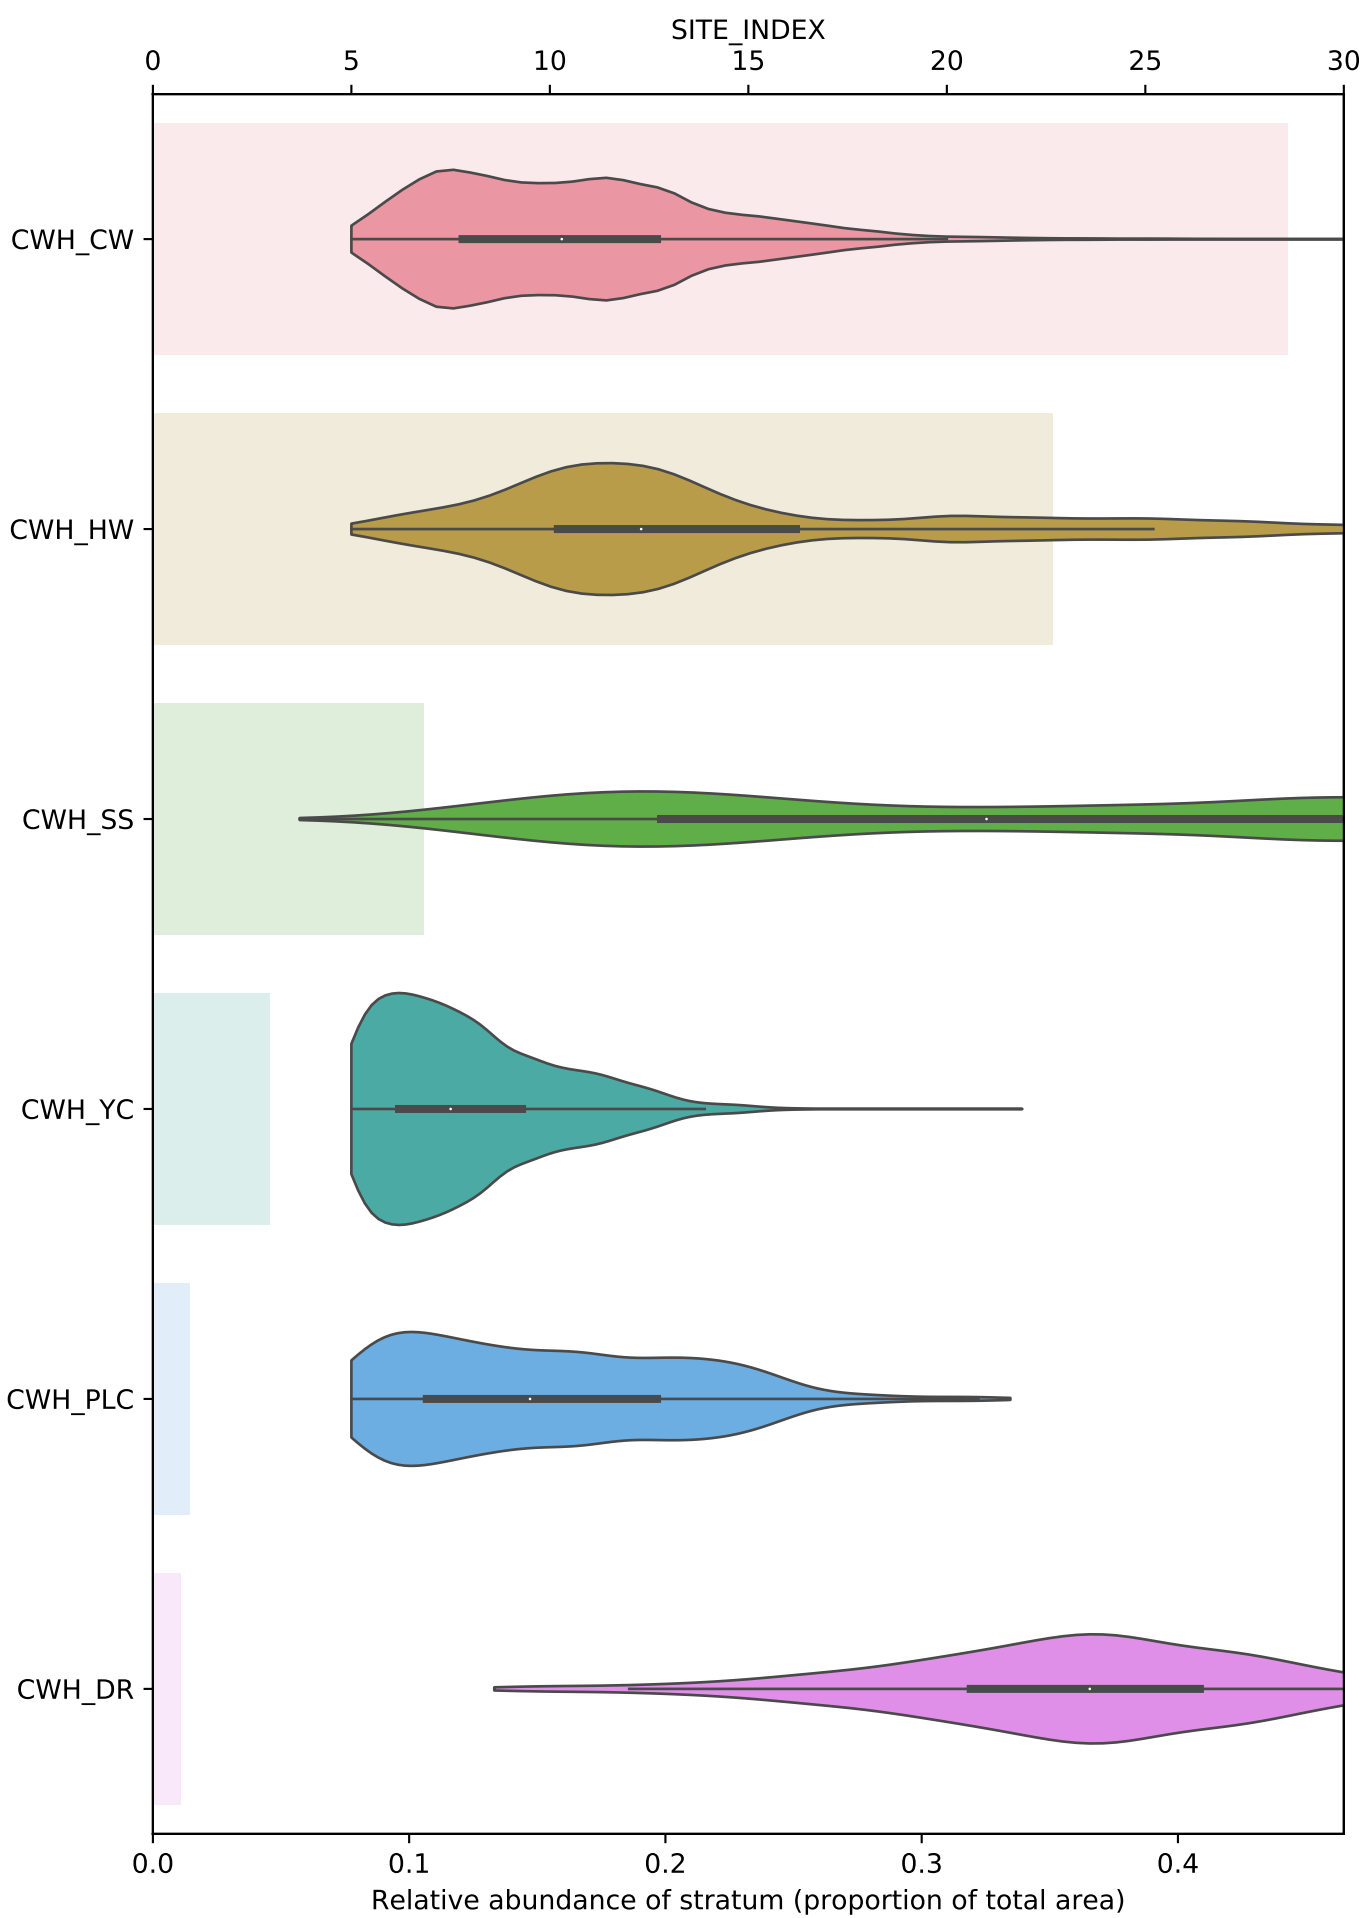 SITE_INDEX
0 5 10 15 20 25 30
CWH_CW
CWH_HW
CWH_SS
CWH_YC
CWH_PLC
CWH_DR
0.0 0.1 0.2 0.3 0.4
Relative abundance of stratum (proportion of total area)